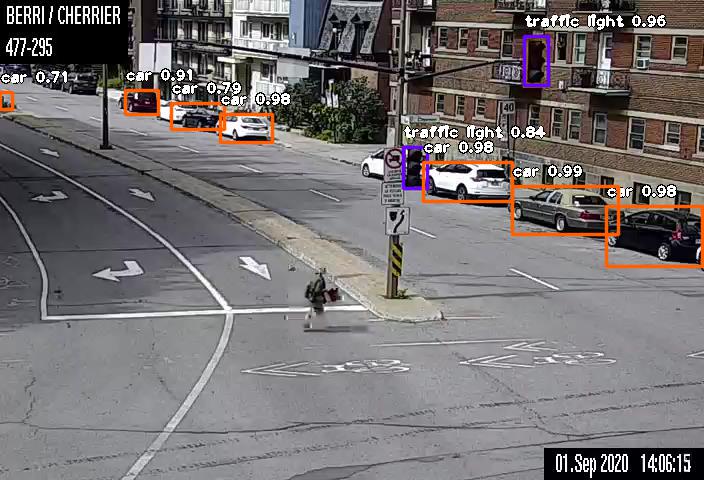 BERRI / CHERRIER
477-295
traffic light 0.96
car 0.71
car 0.91
car 0.79
car 0.98
traffic light 0.84
car 0.98
car 0.99
car 0.98
40
01.Sep 2020 14:06:15